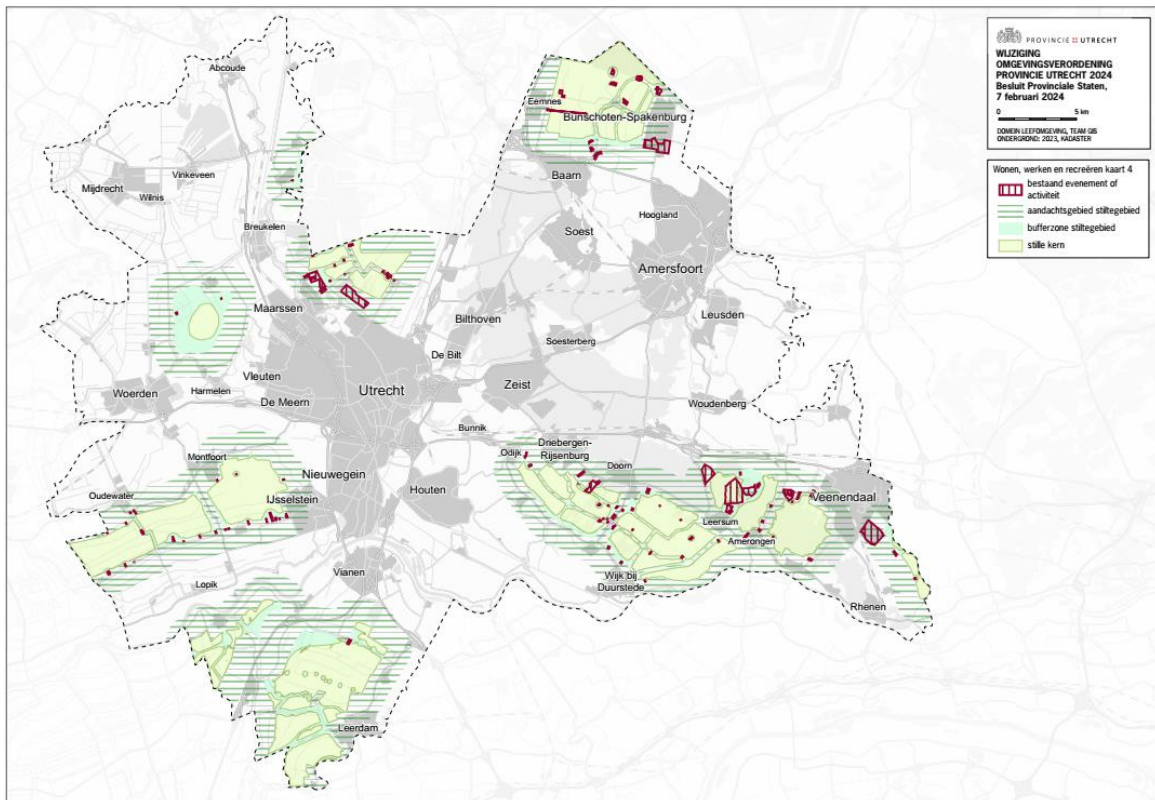 PROVINCIE UTRECHT
WIJZIGING
OMGEVINGSVERORDENING
PROVINCIE UTRECHT 2024
Besluit Provinciale Staten,
7 februari 2024
0 5 km
DOMEIN LEEFOMGEVING, TEAM GIS
ONDERGROND: 2023, KADASTER
Wonen, werken en recreëren kaart 4
bestaand evenement of
activiteit
aandachtsgebied stiltegebied
bufferzone stiltegebied
stille kern
Abcoude
Eemnes
Bunschoten-Spakenburg
Vinkeveen
Mijdrecht
Wilnis
Baarn
Hoogland
Breukelen
Soest
Amersfoort
Maarssen
Leusden
Bilthoven
Soesterberg
De Bilt
Vleuten
Utrecht
Zeist
Harmelen
Woerden
De Meern
Woudenberg
Bunnik
Driebergen-
Rijsenburg
Odijk
Montfoort
Doorn
Nieuwegein
Houten
Oudewater
IJsselstein
Veenendaal
Leersum
Amerongen
Vianen
Lopik
Wijk bij
Duurstede
Rhenen
Leerdam